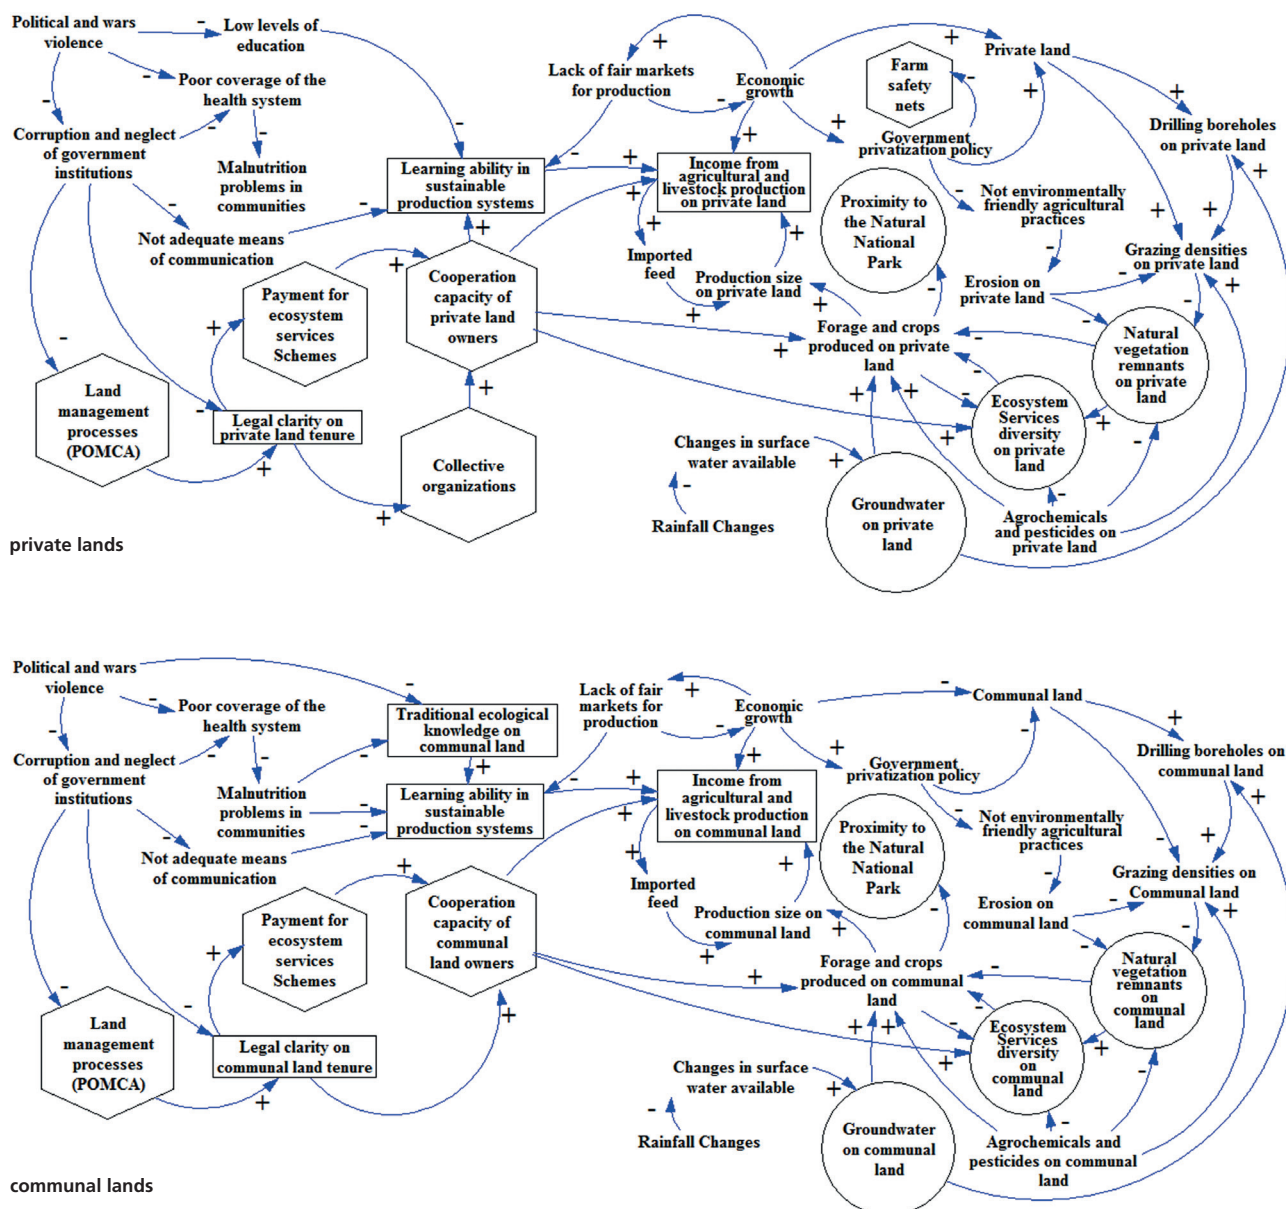 Political and wars
violence
Low levels of
education
Poor coverage of the
health system
Corruption and neglect
of government
institutions
Malnutrition
problems in
communities
Not adequate means
of communication
Learning ability in
sustainable
production systems
Payment for
ecosystem
services
Schemes
Cooperation
capacity of
private land
owners
Land
management
processes
(POMCA)
Legal clarity on
private land tenure
Collective
organizations
Lack of fair markets
for production
Economic
growth
Private land
Farm
safety
nets
Government
privatization policy
Drilling boreholes
on private land
Income from
agricultural and
livestock production
on private land
Proximity to
the Natural
National
Park
Not environmentally
friendly agricultural
practices
Imported
feed
Production size
on private land
Grazing densities
on private land
Erosion on
private land
Forage and crops
produced on private
land
Natural
vegetation
remnants
on private
land
Ecosystem
Services
diversity
on private
land
Changes in surface
water available
Rainfall Changes
Groundwater
on private
land
Agrochemicals
and pesticides on
private land
private lands
Political and wars
violence
Poor coverage of the
health system
Corruption and neglect
of government
institutions
Malnutrition
problems in
communities
Not adequate means
of communication
Traditional ecological
knowledge on
communal land
Learning ability in
sustainable
production systems
Payment for
ecosystem
services
Schemes
Cooperation
capacity of
communal
land owners
Land
management
processes
(POMCA)
Legal clarity on
communal land tenure
Lack of fair
markets for
production
Economic
growth
Communal land
Government
privatization policy
Drilling boreholes on
communal land
Income from
agricultural and
livestock production
on communal land
Proximity to
the Natural
National
Park
Not environmentally
friendly agricultural
practices
Imported
feed
Production size on
communal land
Grazing densities on
Communal land
Erosion on
communal land
Forage and crops
produced on communal
land
Natural
vegetation
remnants
on
communal
land
Ecosystem
Services
diversity
on
communal
land
Changes in surface
water available
Rainfall Changes
Groundwater
on communal
land
Agrochemicals and
pesticides on communal
land
communal lands